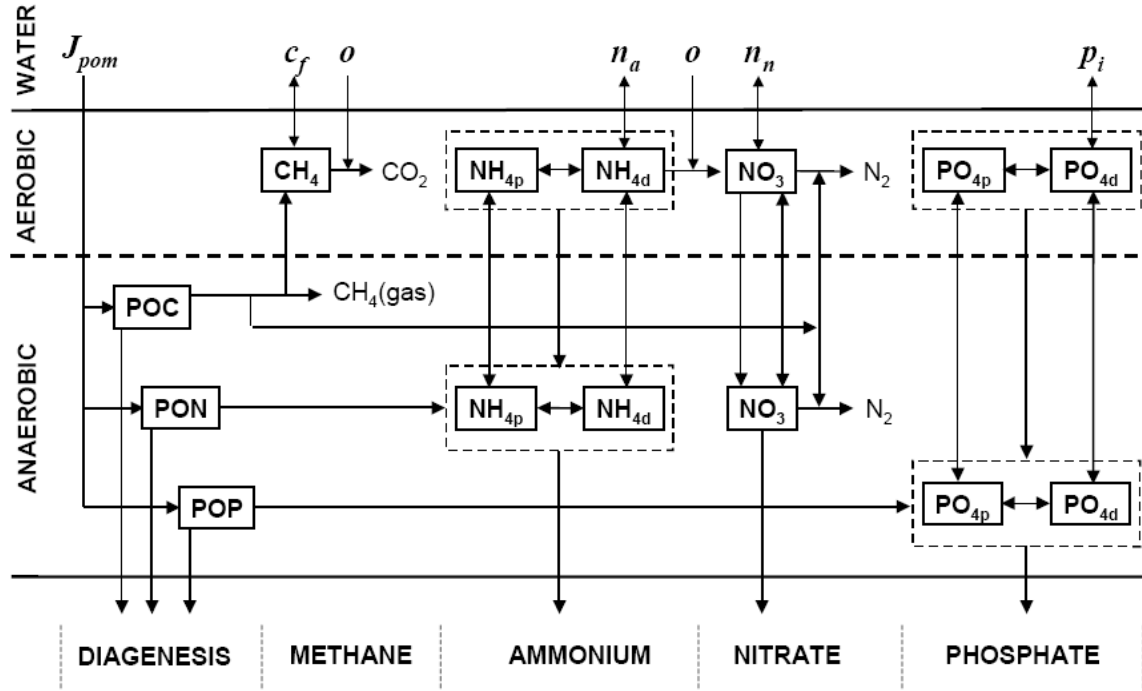 WATER
J_pom c_f o n_a o n_n p_i
AEROBIC
CH4 CO2 NH4p NH4d NO3 N2 PO4p PO4d
ANAEROBIC
POC CH4(gas)
PON NH4p NH4d NO3 N2
POP PO4p PO4d
DIAGENESIS METHANE AMMONIUM NITRATE PHOSPHATE